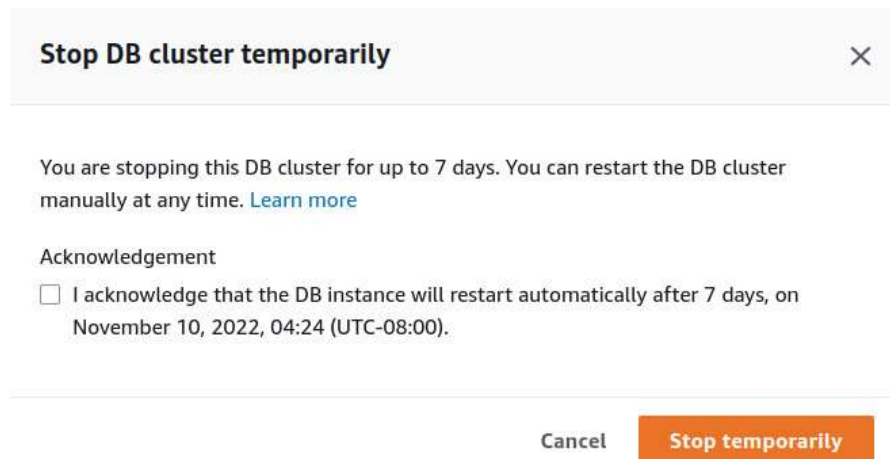 Stop DB cluster temporarily
You are stopping this DB cluster for up to 7 days. You can restart the DB cluster
manually at any time. Learn more
Acknowledgement
I acknowledge that the DB instance will restart automatically after 7 days, on
November 10, 2022, 04:24 (UTC-08:00).
Cancel Stop temporarily